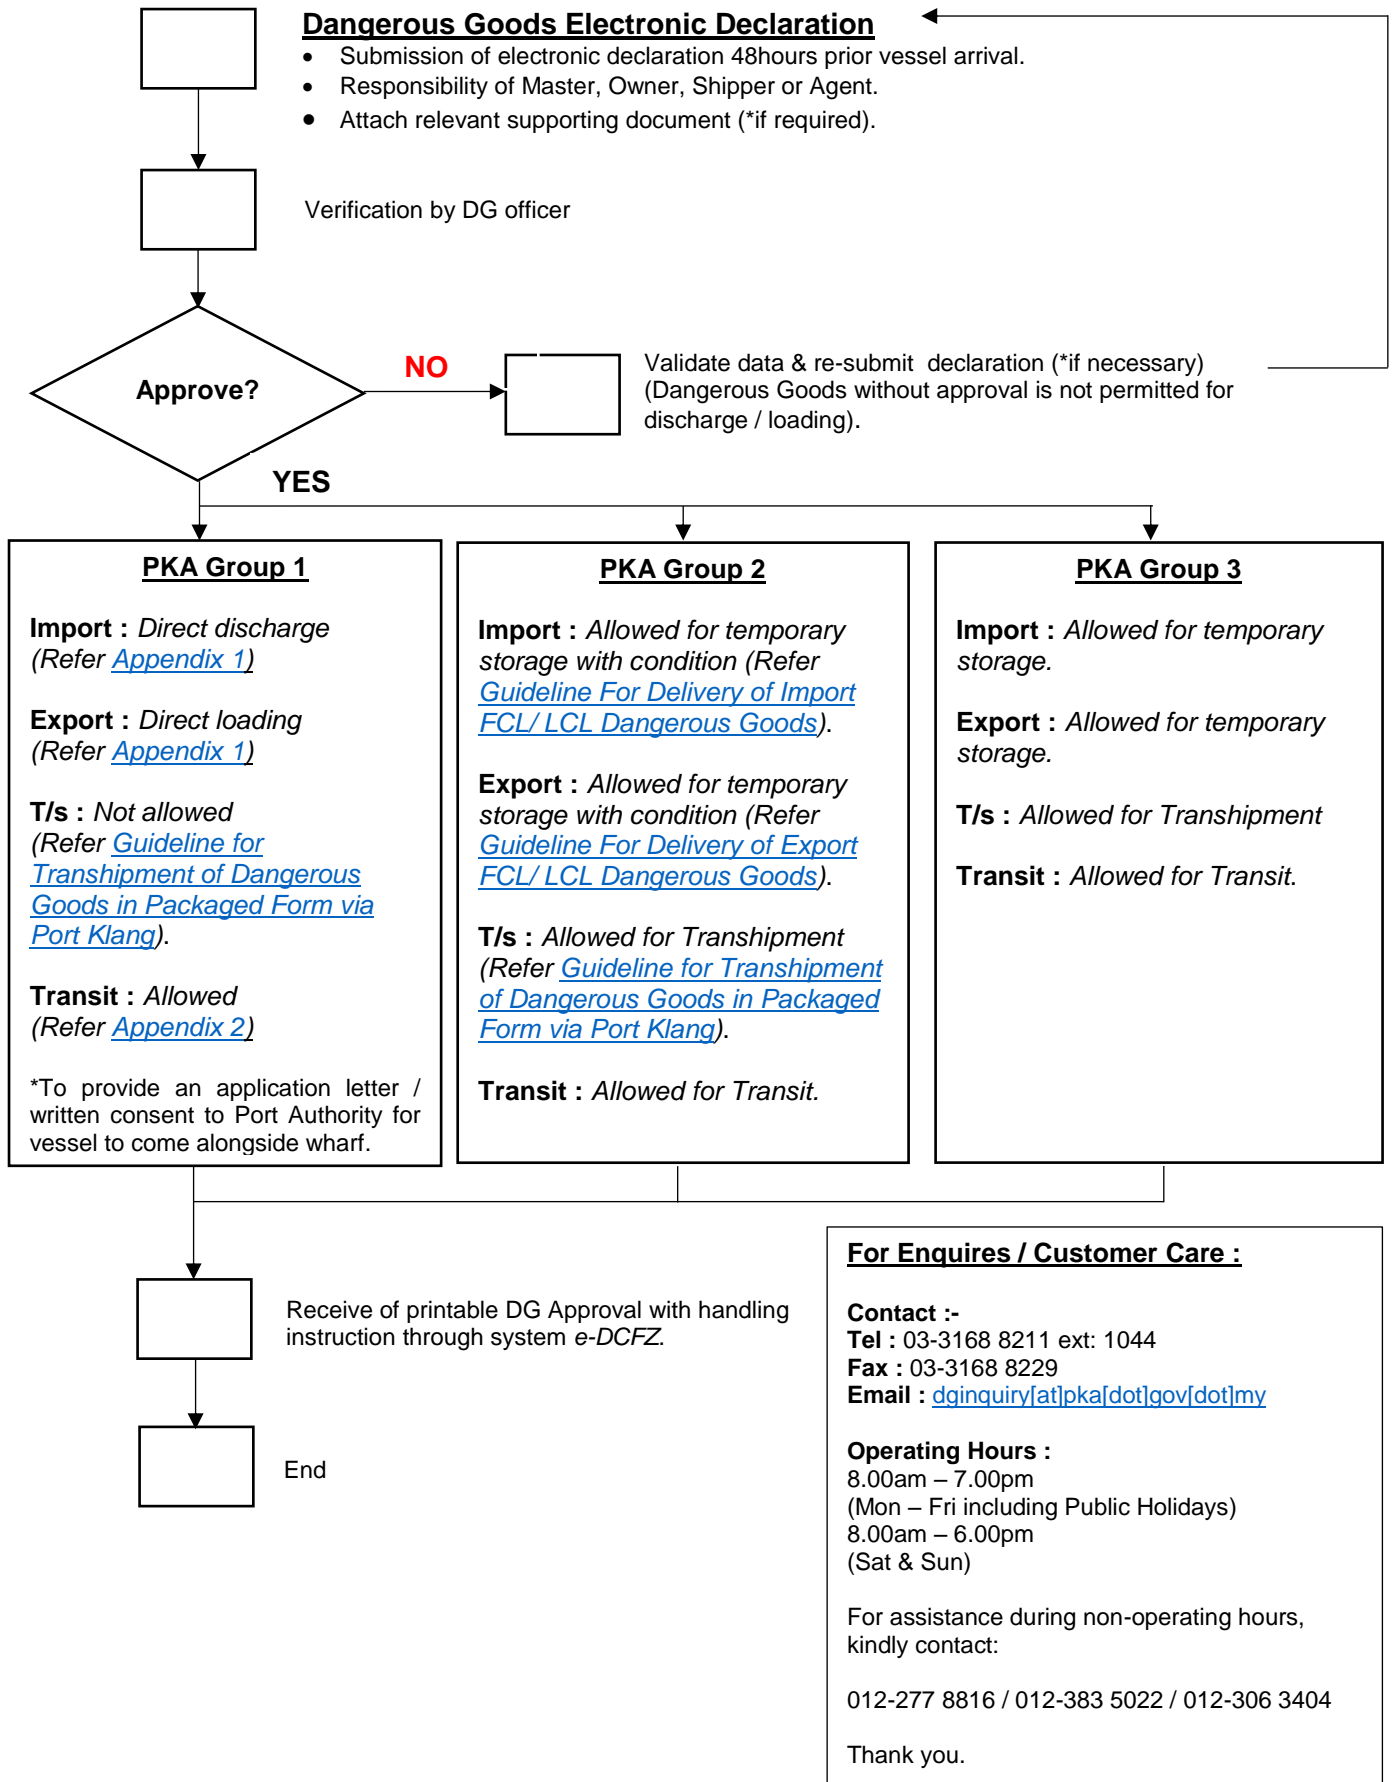 Dangerous Goods Electronic Declaration
• Submission of electronic declaration 48hours prior vessel arrival.
• Responsibility of Master, Owner, Shipper or Agent.
• Attach relevant supporting document (*if required).
Verification by DG officer
Approve?
NO
Validate data & re-submit declaration (*if necessary)
(Dangerous Goods without approval is not permitted for
discharge / loading).
YES
PKA Group 1
Import : Direct discharge
(Refer Appendix 1)
Export : Direct loading
(Refer Appendix 1)
T/s : Not allowed
(Refer Guideline for
Transhipment of Dangerous
Goods in Packaged Form via
Port Klang).
Transit : Allowed
(Refer Appendix 2)
*To provide an application letter /
written consent to Port Authority for
vessel to come alongside wharf.
PKA Group 2
Import : Allowed for temporary
storage with condition (Refer
Guideline For Delivery of Import
FCL/ LCL Dangerous Goods).
Export : Allowed for temporary
storage with condition (Refer
Guideline For Delivery of Export
FCL/ LCL Dangerous Goods).
T/s : Allowed for Transhipment
(Refer Guideline for Transhipment
of Dangerous Goods in Packaged
Form via Port Klang).
Transit : Allowed for Transit.
PKA Group 3
Import : Allowed for temporary
storage.
Export : Allowed for temporary
storage.
T/s : Allowed for Transhipment
Transit : Allowed for Transit.
Receive of printable DG Approval with handling
instruction through system e-DCFZ.
End
For Enquires / Customer Care :
Contact :-
Tel : 03-3168 8211 ext: 1044
Fax : 03-3168 8229
Email : dginquiry[at]pka[dot]gov[dot]my
Operating Hours :
8.00am – 7.00pm
(Mon – Fri including Public Holidays)
8.00am – 6.00pm
(Sat & Sun)
For assistance during non-operating hours,
kindly contact:
012-277 8816 / 012-383 5022 / 012-306 3404
Thank you.